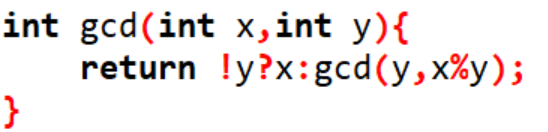 int gcd(int x,int y){
    return !y?x:gcd(y,x%y);
}